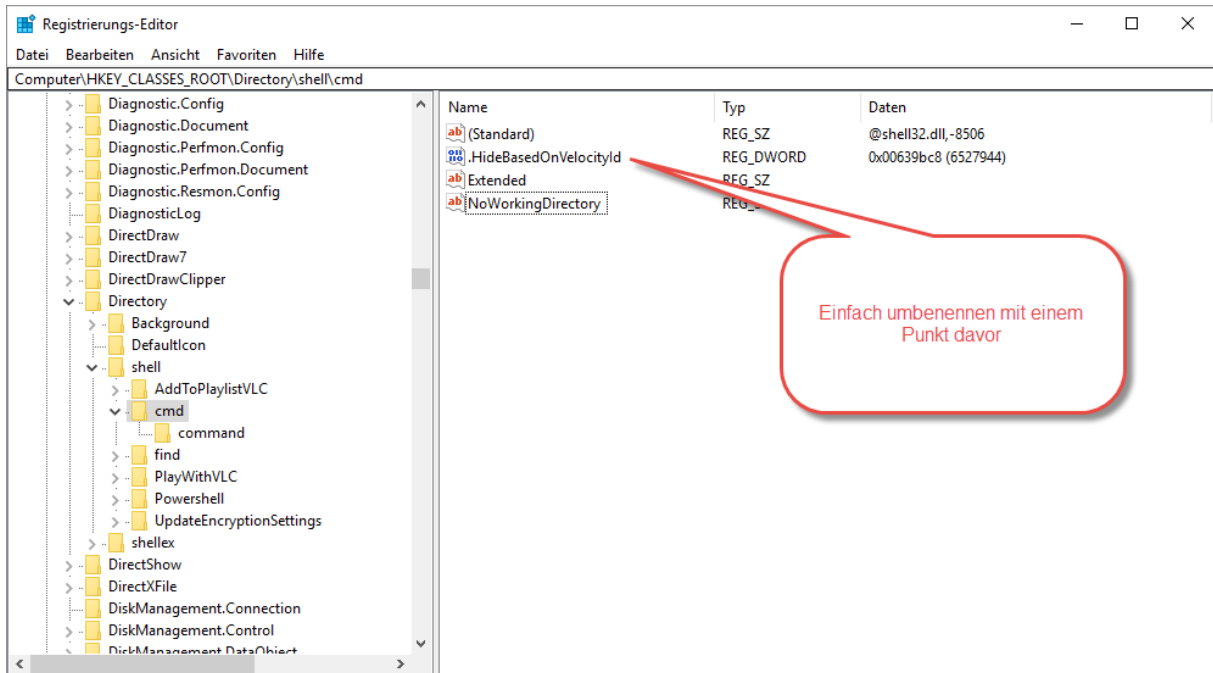 Registrierungs-Editor
Datei Bearbeiten Ansicht Favoriten Hilfe
Computer\HKEY_CLASSES_ROOT\Directory\shell\cmd
Diagnostic.Config
Diagnostic.Document
Diagnostic.Perfmon.Config
Diagnostic.Perfmon.Document
Diagnostic.Resmon.Config
DiagnosticLog
DirectDraw
DirectDraw7
DirectDrawClipper
Directory
Background
DefaultIcon
shell
AddToPlaylistVLC
cmd
command
find
PlayWithVLC
Powershell
UpdateEncryptionSettings
shellex
DirectShow
DirectXFile
DiskManagement.Connection
DiskManagement.Control
DiskManagement.DataObject
Name Typ Daten
(Standard) REG_SZ @shell32.dll,-8506
.HideBasedOnVelocityId REG_DWORD 0x00639bc8 (6527944)
Extended REG_SZ
NoWorkingDirectory
Einfach umbenennen mit einem
Punkt davor